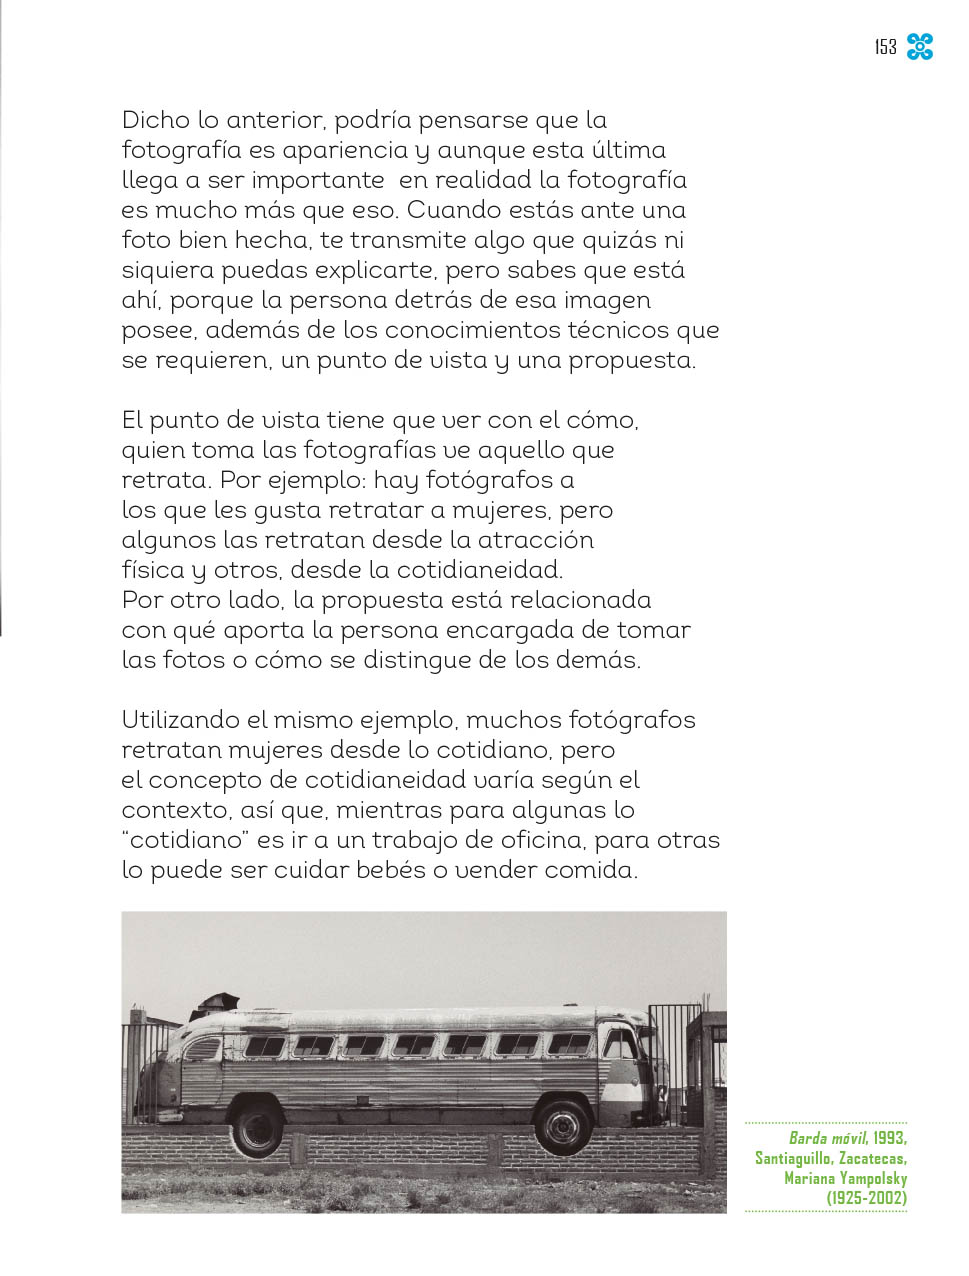 153
Dicho lo anterior, podría pensarse que la
fotografía es apariencia y aunque esta última
llega a ser importante  en realidad la fotografía
es mucho más que eso. Cuando estás ante una
foto bien hecha, te transmite algo que quizás ni
siquiera puedas explicarte, pero sabes que está
ahí, porque la persona detrás de esa imagen
posee, además de los conocimientos técnicos que
se requieren, un punto de vista y una propuesta.
El punto de vista tiene que ver con el cómo,
quien toma las fotografías ve aquello que
retrata. Por ejemplo: hay fotógrafos a
los que les gusta retratar a mujeres, pero
algunos las retratan desde la atracción
física y otros, desde la cotidianeidad.
Por otro lado, la propuesta está relacionada
con qué aporta la persona encargada de tomar
las fotos o cómo se distingue de los demás.
Utilizando el mismo ejemplo, muchos fotógrafos
retratan mujeres desde lo cotidiano, pero
el concepto de cotidianeidad varía según el
contexto, así que, mientras para algunas lo
“cotidiano” es ir a un trabajo de oficina, para otras
lo puede ser cuidar bebés o vender comida.
Barda móvil, 1993,
Santiaguillo, Zacatecas,
Mariana Yampolsky
(1925-2002)